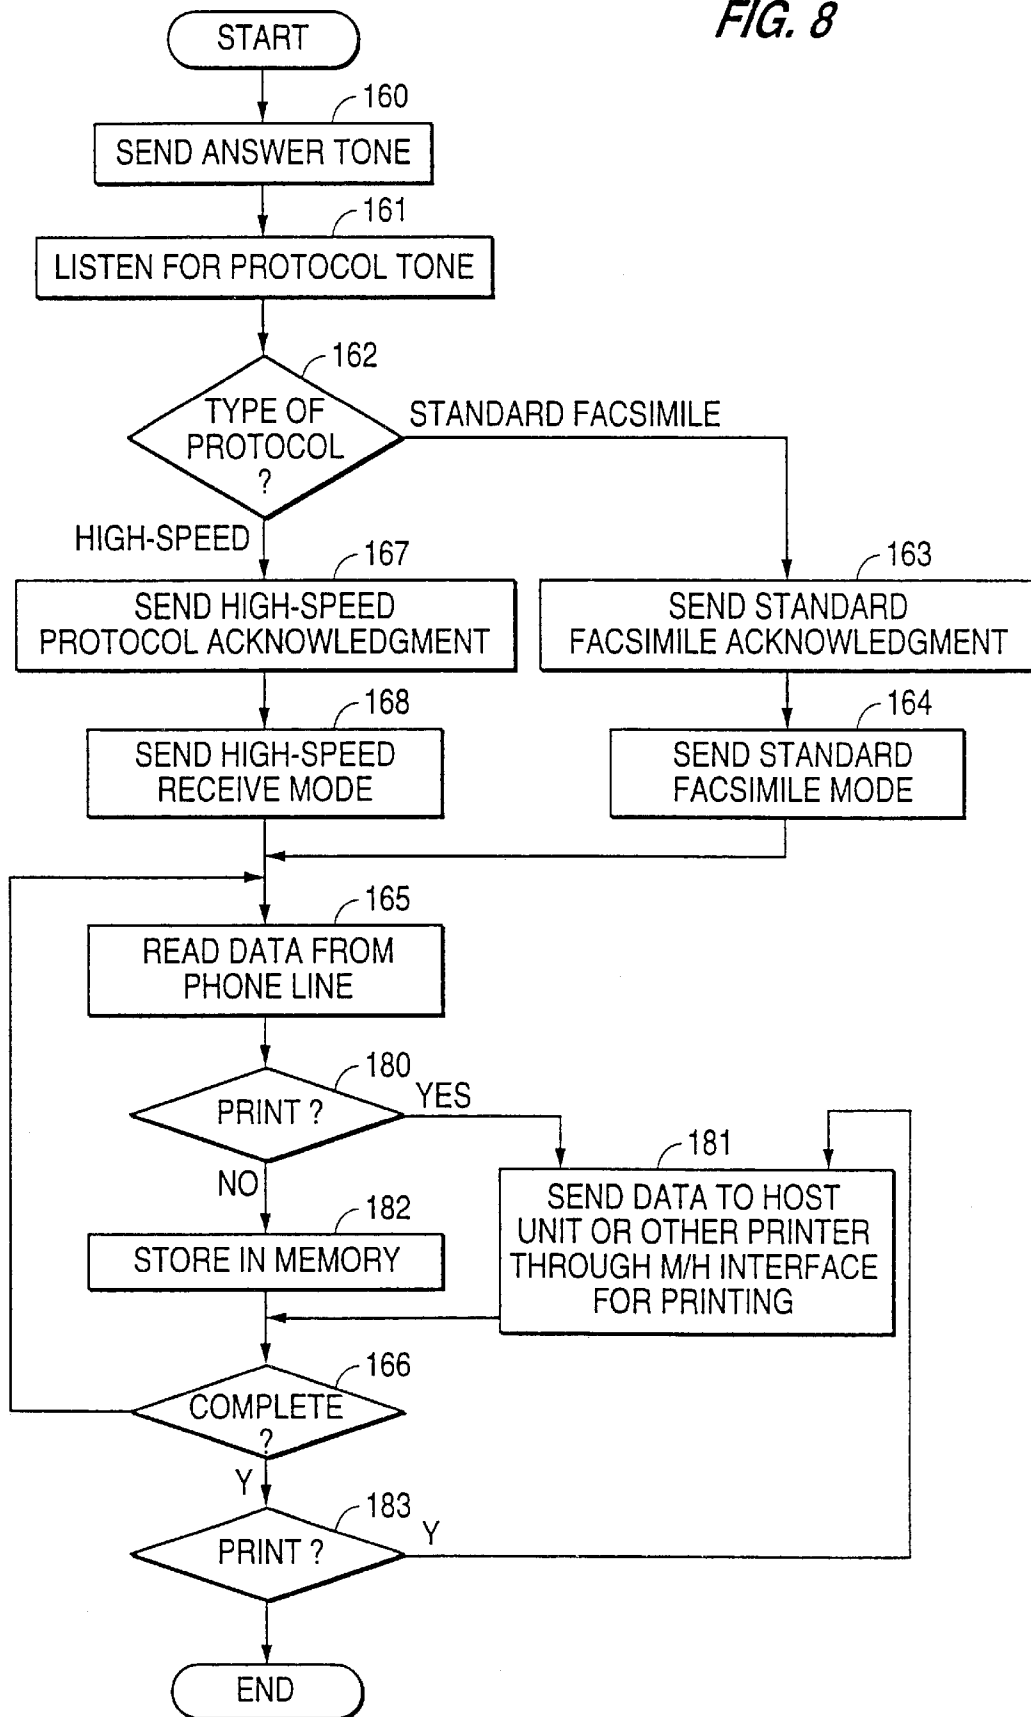 FIG. 8
START
160
SEND ANSWER TONE
161
LISTEN FOR PROTOCOL TONE
162
TYPE OF
PROTOCOL
?
STANDARD FACSIMILE
HIGH-SPEED
167
SEND HIGH-SPEED
PROTOCOL ACKNOWLEDGMENT
163
SEND STANDARD
FACSIMILE ACKNOWLEDGMENT
168
SEND HIGH-SPEED
RECEIVE MODE
164
SEND STANDARD
FACSIMILE MODE
165
READ DATA FROM
PHONE LINE
180
PRINT ?
YES
NO
181
SEND DATA TO HOST
UNIT OR OTHER PRINTER
THROUGH M/H INTERFACE
FOR PRINTING
182
STORE IN MEMORY
166
COMPLETE
?
Y
183
PRINT ?
Y
END